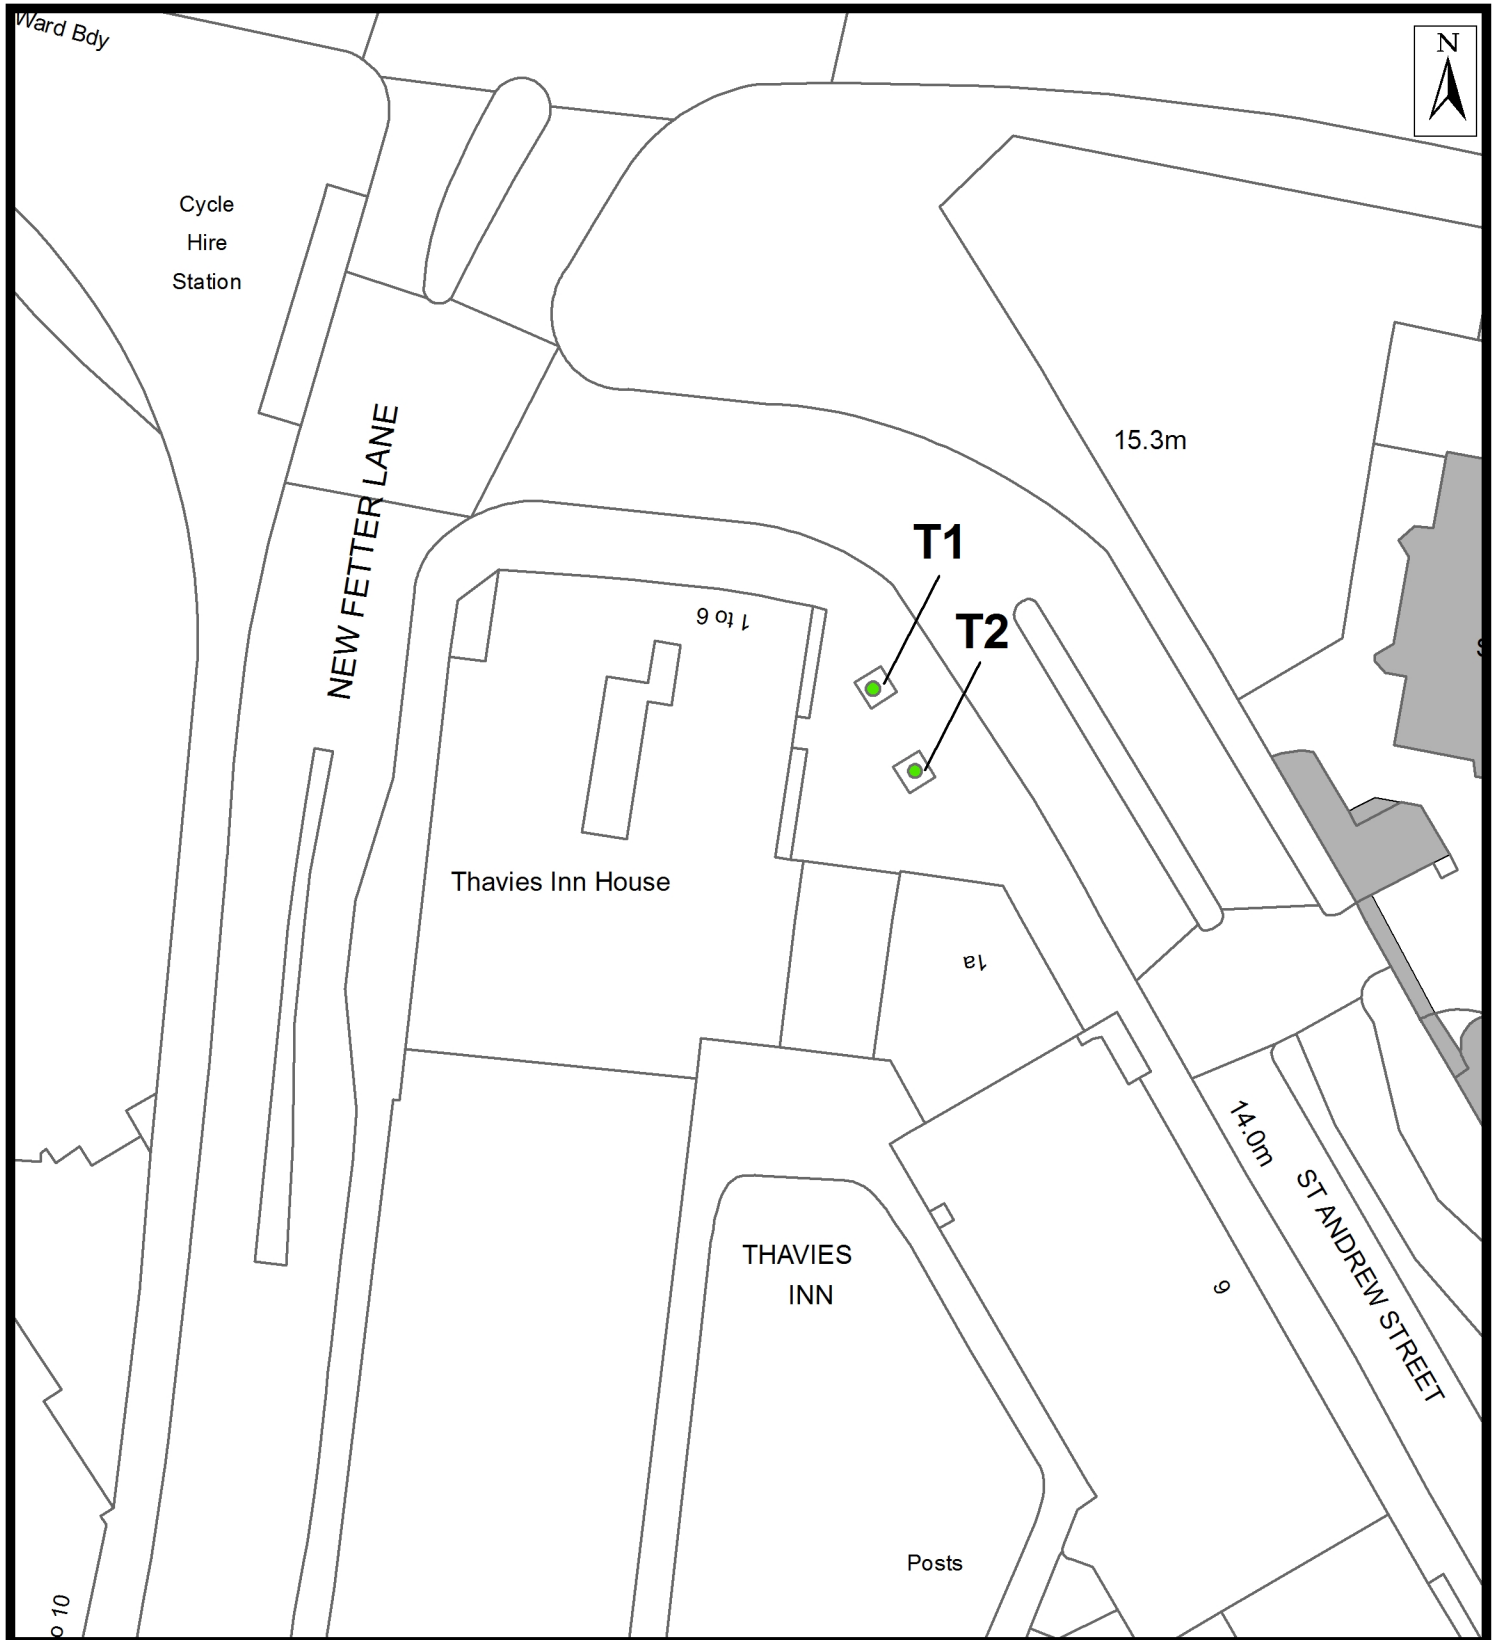 Ward Bdy
N
Cycle
Hire
Station
NEW FETTER LANE
15.3m
T1
T2
1 to 6
Thavies Inn House
1a
14.0m
ST ANDREW STREET
THAVIES
INN
9
Posts
o 10